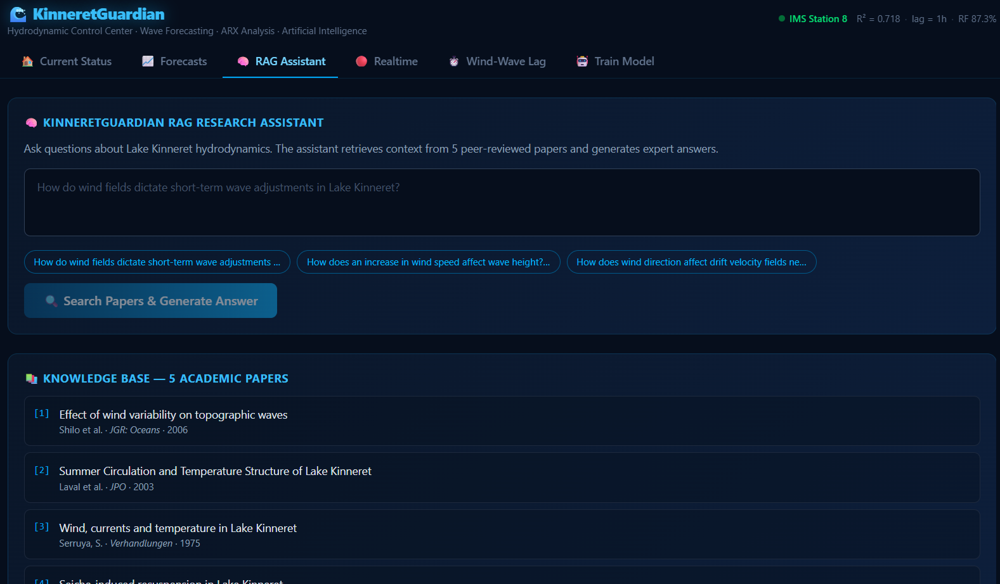 KinneretGuardian
Hydrodynamic Control Center · Wave Forecasting · ARX Analysis · Artificial Intelligence
IMS Station 8 R² = 0.718 · lag = 1h · RF 87.3%
Current Status Forecasts RAG Assistant Realtime Wind-Wave Lag Train Model
KINNERETGUARDIAN RAG RESEARCH ASSISTANT
Ask questions about Lake Kinneret hydrodynamics. The assistant retrieves context from 5 peer-reviewed papers and generates expert answers.
How do wind fields dictate short-term wave adjustments in Lake Kinneret?
How do wind fields dictate short-term wave adjustments ... How does an increase in wind speed affect wave height?... How does wind direction affect drift velocity fields ne...
Search Papers & Generate Answer
KNOWLEDGE BASE — 5 ACADEMIC PAPERS
[1] Effect of wind variability on topographic waves
Shilo et al. · JGR: Oceans · 2006
[2] Summer Circulation and Temperature Structure of Lake Kinneret
Laval et al. · JPO · 2003
[3] Wind, currents and temperature in Lake Kinneret
Serruya, S. · Verhandlungen · 1975
[4] Seiche-induced resuspension in Lake Kinneret